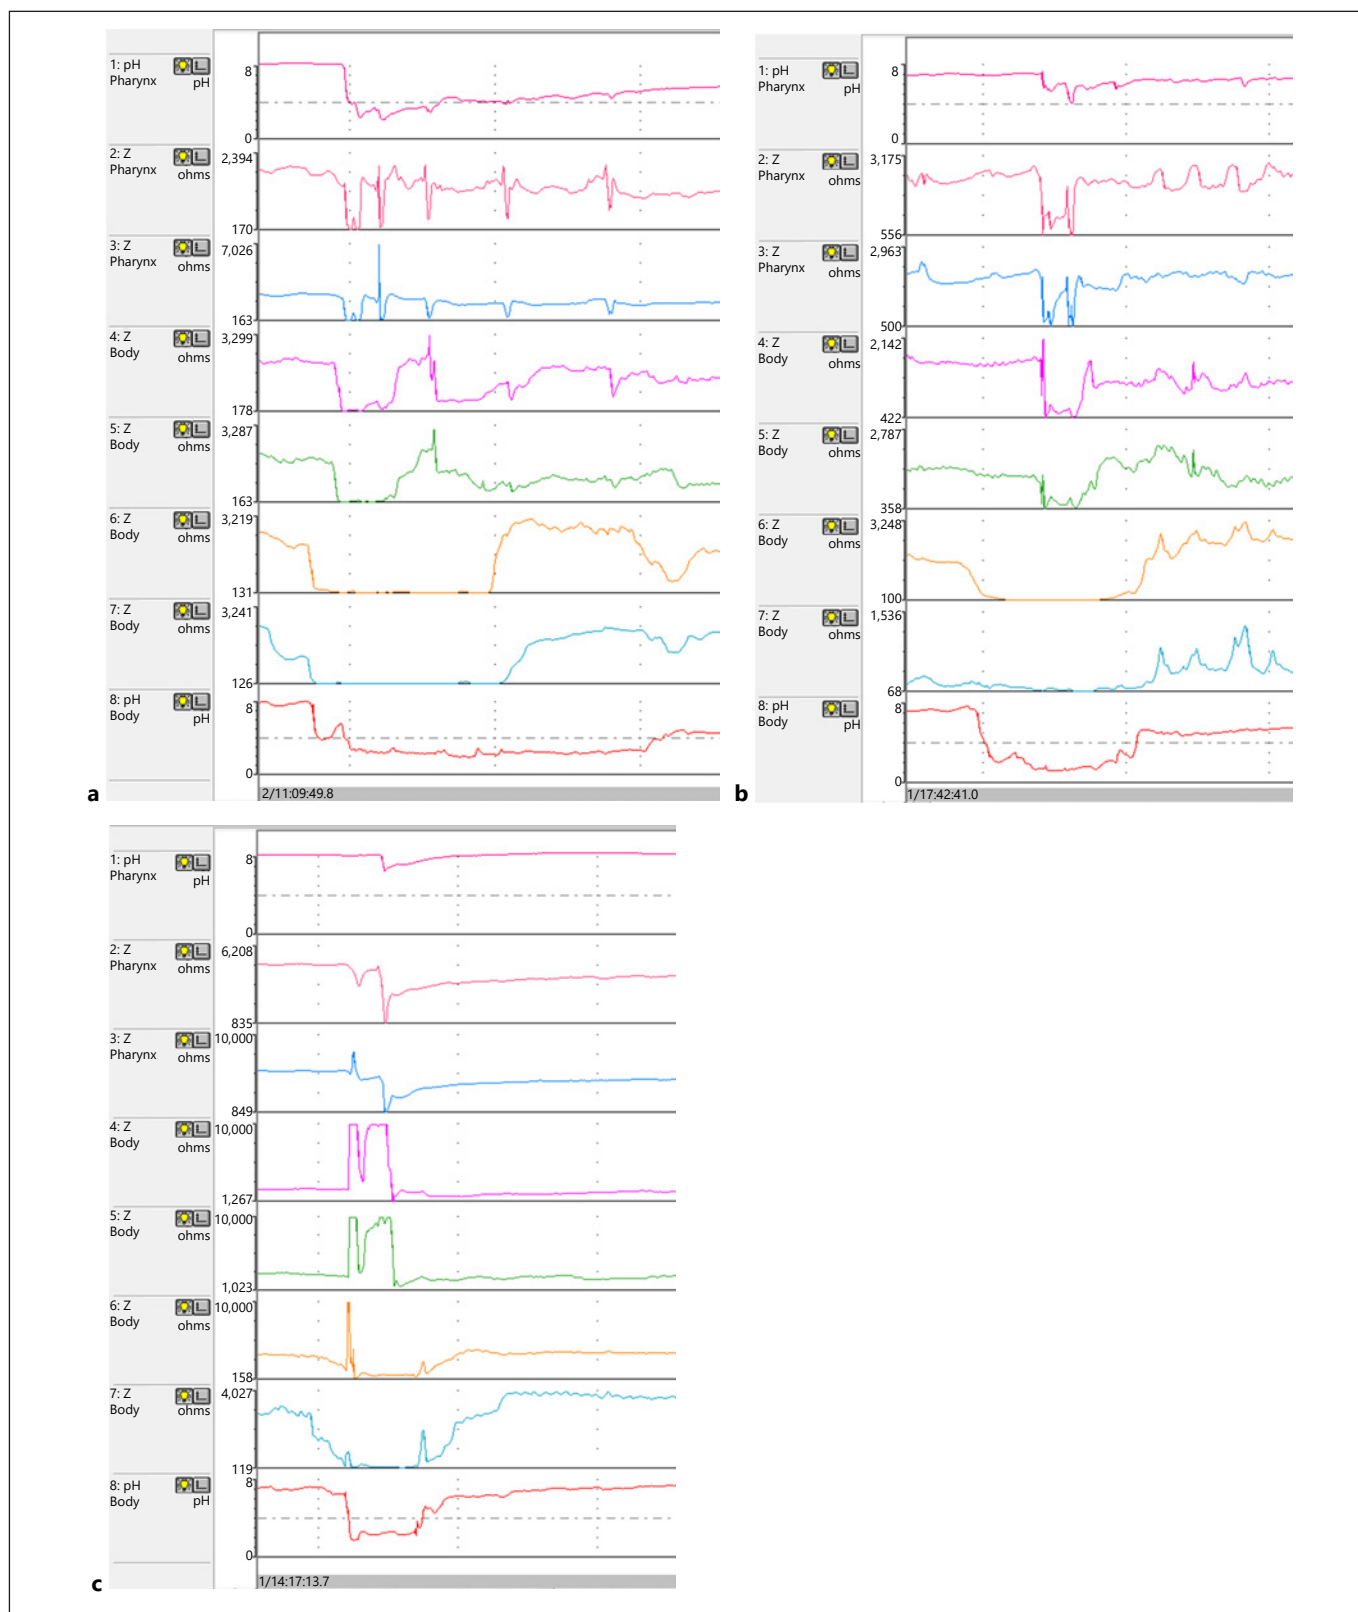 1: pH
Pharynx
pH
8
0
2: Z
Pharynx
ohms
2,394
170
3: Z
Pharynx
ohms
7,026
163
4: Z
Body
ohms
3,299
178
5: Z
Body
ohms
3,287
163
6: Z
Body
ohms
3,219
131
7: Z
Body
ohms
3,241
126
8: pH
Body
pH
8
0
a
2/11:09:49.8
1: pH
Pharynx
pH
8
0
2: Z
Pharynx
ohms
3,175
556
3: Z
Pharynx
ohms
2,963
500
4: Z
Body
ohms
2,142
422
5: Z
Body
ohms
2,787
358
6: Z
Body
ohms
3,248
100
7: Z
Body
ohms
1,536
68
8: pH
Body
pH
8
0
b
1/17:42:41.0
1: pH
Pharynx
pH
8
0
2: Z
Pharynx
ohms
6,208
835
3: Z
Pharynx
ohms
10,000
849
4: Z
Body
ohms
10,000
1,267
5: Z
Body
ohms
10,000
1,023
6: Z
Body
ohms
10,000
158
7: Z
Body
ohms
4,027
119
8: pH
Body
pH
8
0
c
1/14:17:13.7